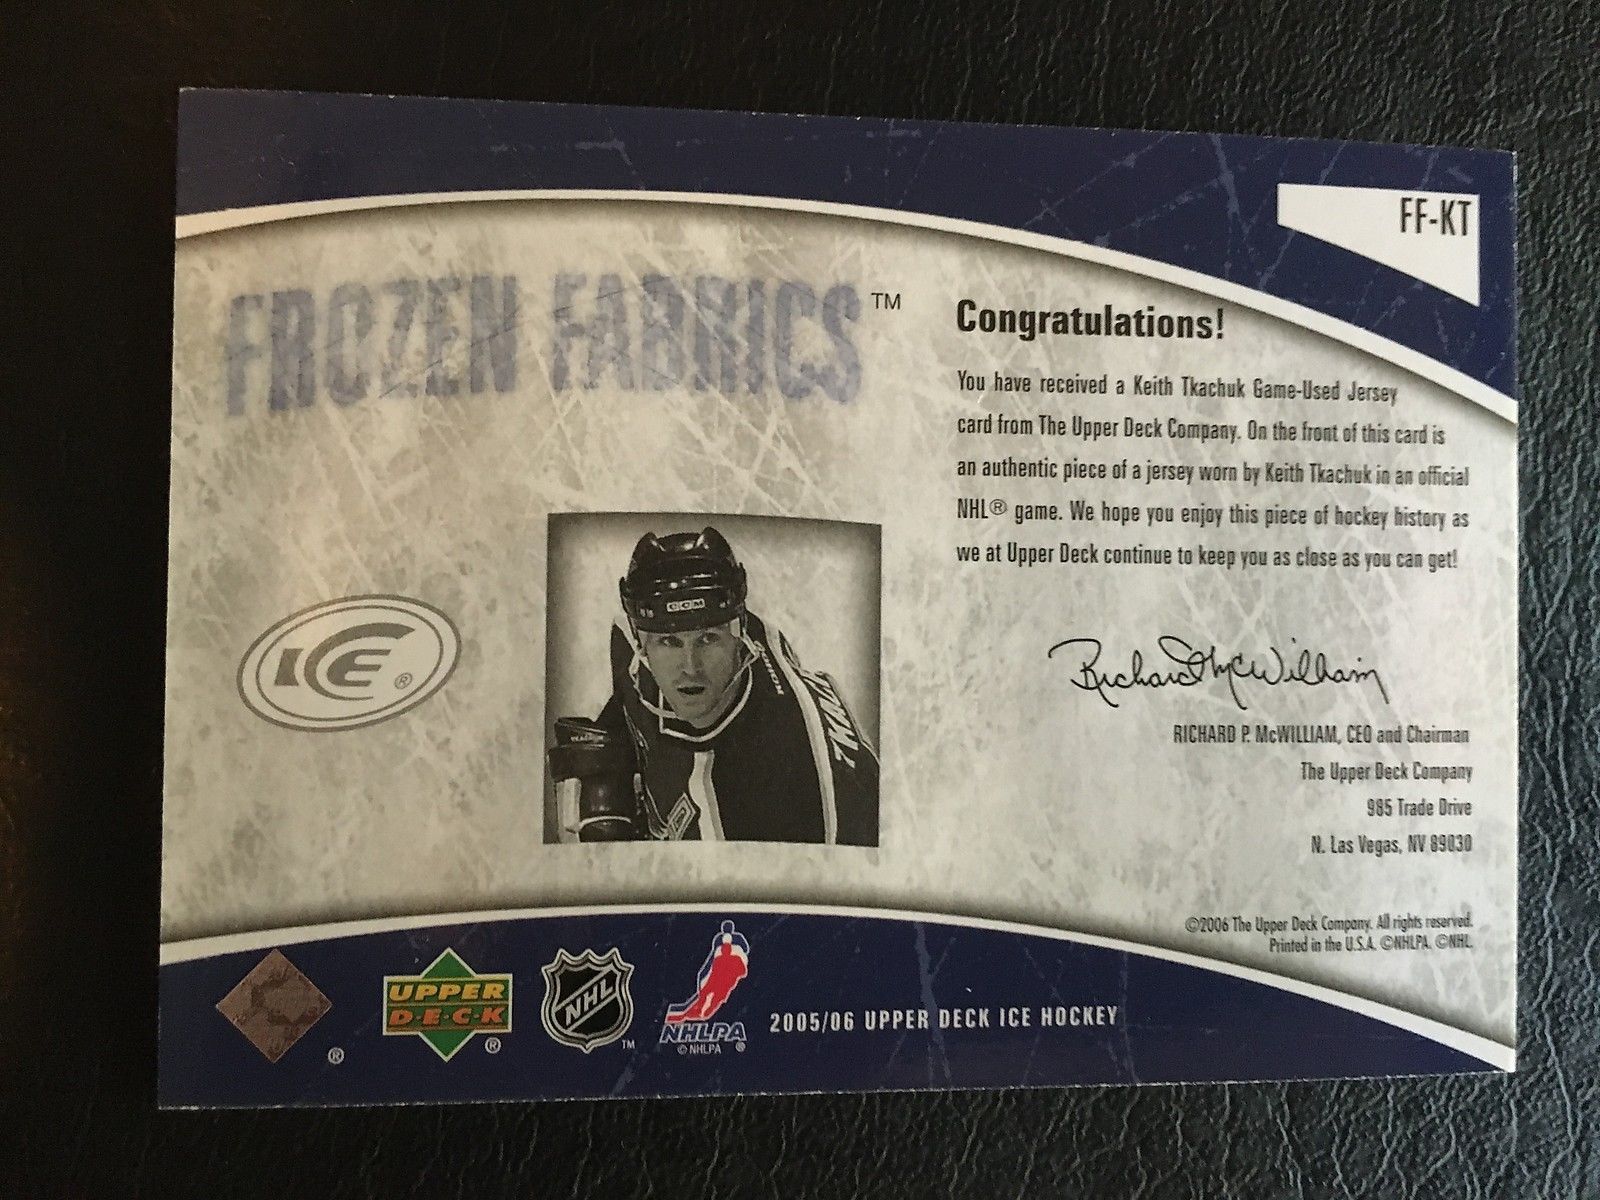 FF-KT
FROZEN FABRICS™
Congratulations!
You have received a Keith Tkachuk Game-Used Jersey
card from The Upper Deck Company. On the front of this card is
an authentic piece of a jersey worn by Keith Tkachuk in an official
NHL® game. We hope you enjoy this piece of hockey history as
we at Upper Deck continue to keep you as close as you can get!
CCM
ICE®
Richard McWilliam
RICHARD P. McWILLIAM, CEO and Chairman
The Upper Deck Company
985 Trade Drive
N. Las Vegas, NV 89030
©2006 The Upper Deck Company. All rights reserved.
Printed in the U.S.A. ©NHLPA. ©NHL.
®
UPPER
D·E·C·K
®
NHL
™
NHLPA
© NHLPA ®
2005/06 UPPER DECK ICE HOCKEY